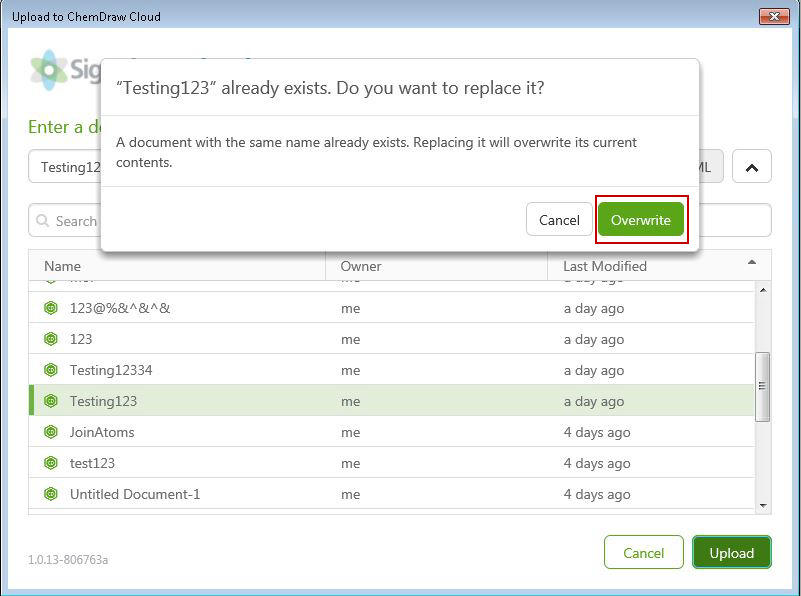 Upload to ChemDraw Cloud
Sig
"Testing123" already exists. Do you want to replace it?
Enter a d
A document with the same name already exists. Replacing it will overwrite its current
contents.
Testing12
ML
Search
Cancel
Overwrite
Name Owner Last Modified
123@%&^&^& me a day ago
123 me a day ago
Testing12334 me a day ago
Testing123 me a day ago
JoinAtoms me 4 days ago
test123 me 4 days ago
Untitled Document-1 me 4 days ago
1.0.13-806763a
Cancel
Upload